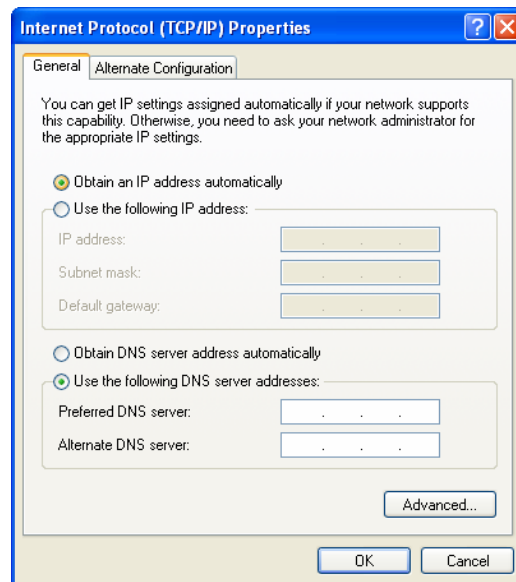 Internet Protocol (TCP/IP) Properties
General
Alternate Configuration
You can get IP settings assigned automatically if your network supports
this capability. Otherwise, you need to ask your network administrator for
the appropriate IP settings.
Obtain an IP address automatically
Use the following IP address:
IP address:
Subnet mask:
Default gateway:
Obtain DNS server address automatically
Use the following DNS server addresses:
Preferred DNS server:
Alternate DNS server:
Advanced...
OK
Cancel